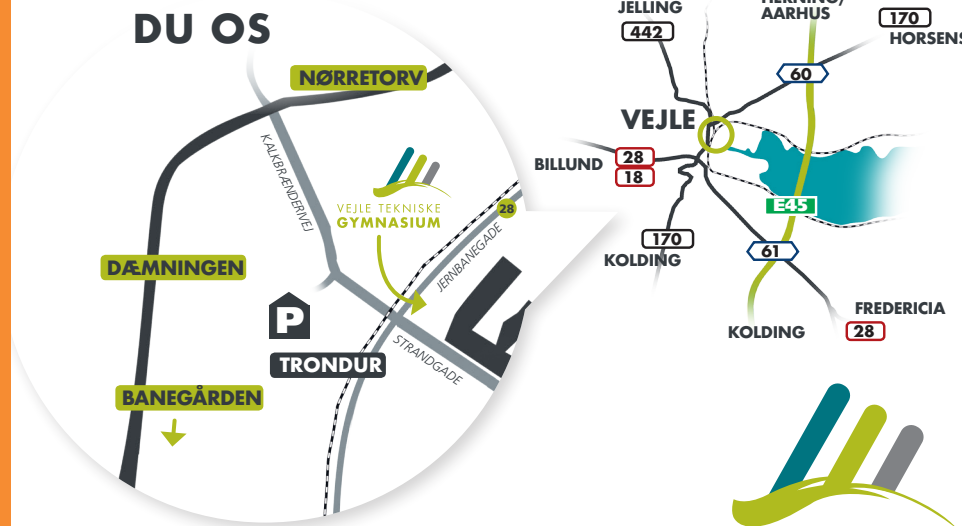 DU OS
NØRRETORV
KALKBRÆNDERIVEJ
VEJLE TEKNISKE
GYMNASIUM
28
JERNBANEGADE
DÆMNINGEN
P
TRONDUR
STRANDGADE
BANEGÅRDEN
JELLING
442
HERNING/
AARHUS
170
HORSENS
60
VEJLE
BILLUND
28
18
E45
170
KOLDING
61
KOLDING
FREDERICIA
28